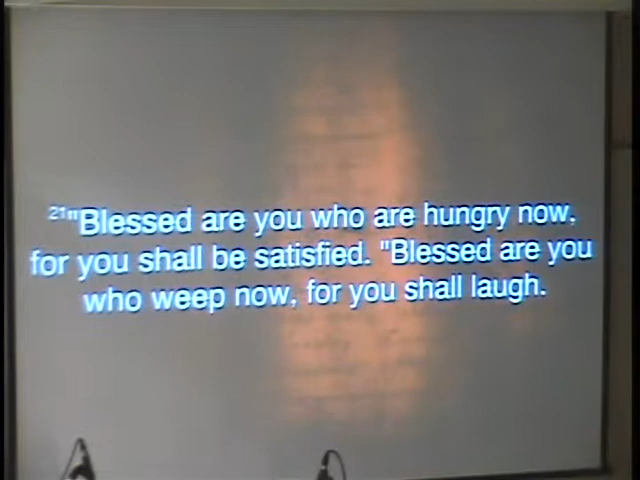 21"Blessed are you who are hungry now,
for you shall be satisfied. "Blessed are you
who weep now, for you shall laugh.